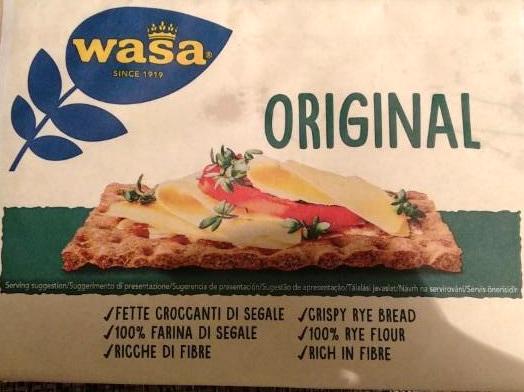 wasa
SINCE 1919
ORIGINAL
Serving suggestion/Suggerimento di presentazione/Sugerencia de presentación/Sugestão de apresentação/Tálalási javaslat/Návrh na servírování/Servis önerisidir
✓FETTE CROCCANTI DI SEGALE ✓CRISPY RYE BREAD
✓100% FARINA DI SEGALE ✓100% RYE FLOUR
✓RICCHE DI FIBRE ✓RICH IN FIBRE